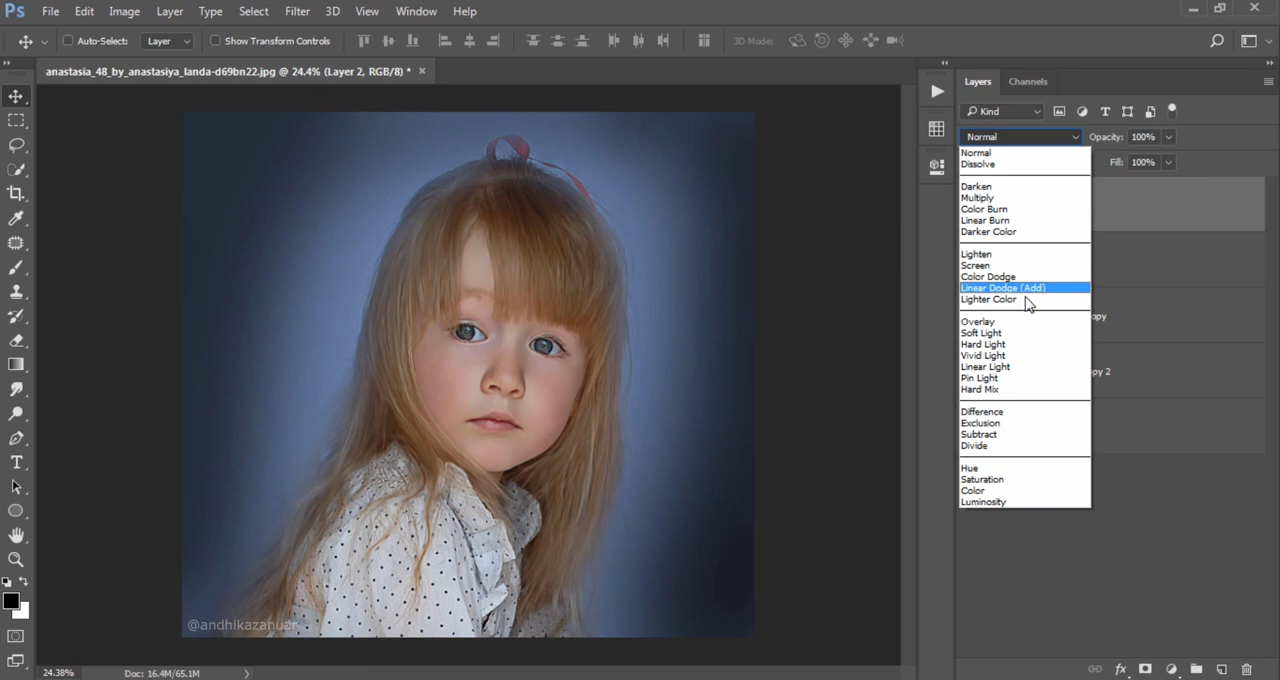 Ps File Edit Image Layer Type Select Filter 3D View Window Help
Auto-Select: Layer Show Transform Controls 3D Mode:
anastasia_48_by_anastasiya_landa-d69bn22.jpg @ 24.4% (Layer 2, RGB/8) *
Layers Channels
Kind
Normal Opacity: 100%
Fill: 100%
Normal
Dissolve
Darken
Multiply
Color Burn
Linear Burn
Darker Color
Lighten
Screen
Color Dodge
Linear Dodge (Add)
Lighter Color
Overlay
Soft Light
Hard Light
Vivid Light
Linear Light
Pin Light
Hard Mix
Difference
Exclusion
Subtract
Divide
Hue
Saturation
Color
Luminosity
opy
py 2
@andhikazanuar
24.38% Doc: 16.4M/65.1M